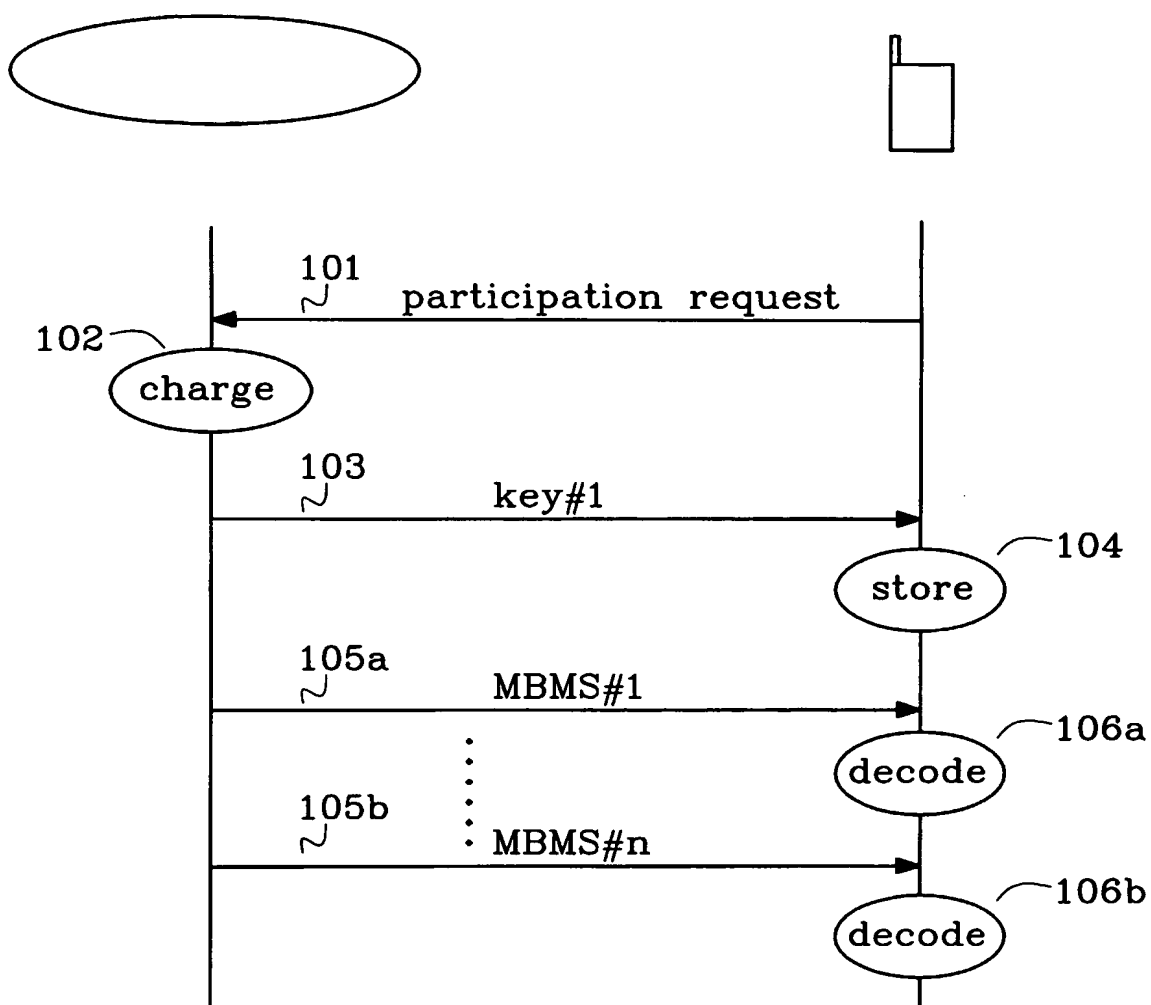 101
participation request
102
charge
103
key#1
104
store
105a
MBMS#1
106a
decode
105b
MBMS#n
106b
decode